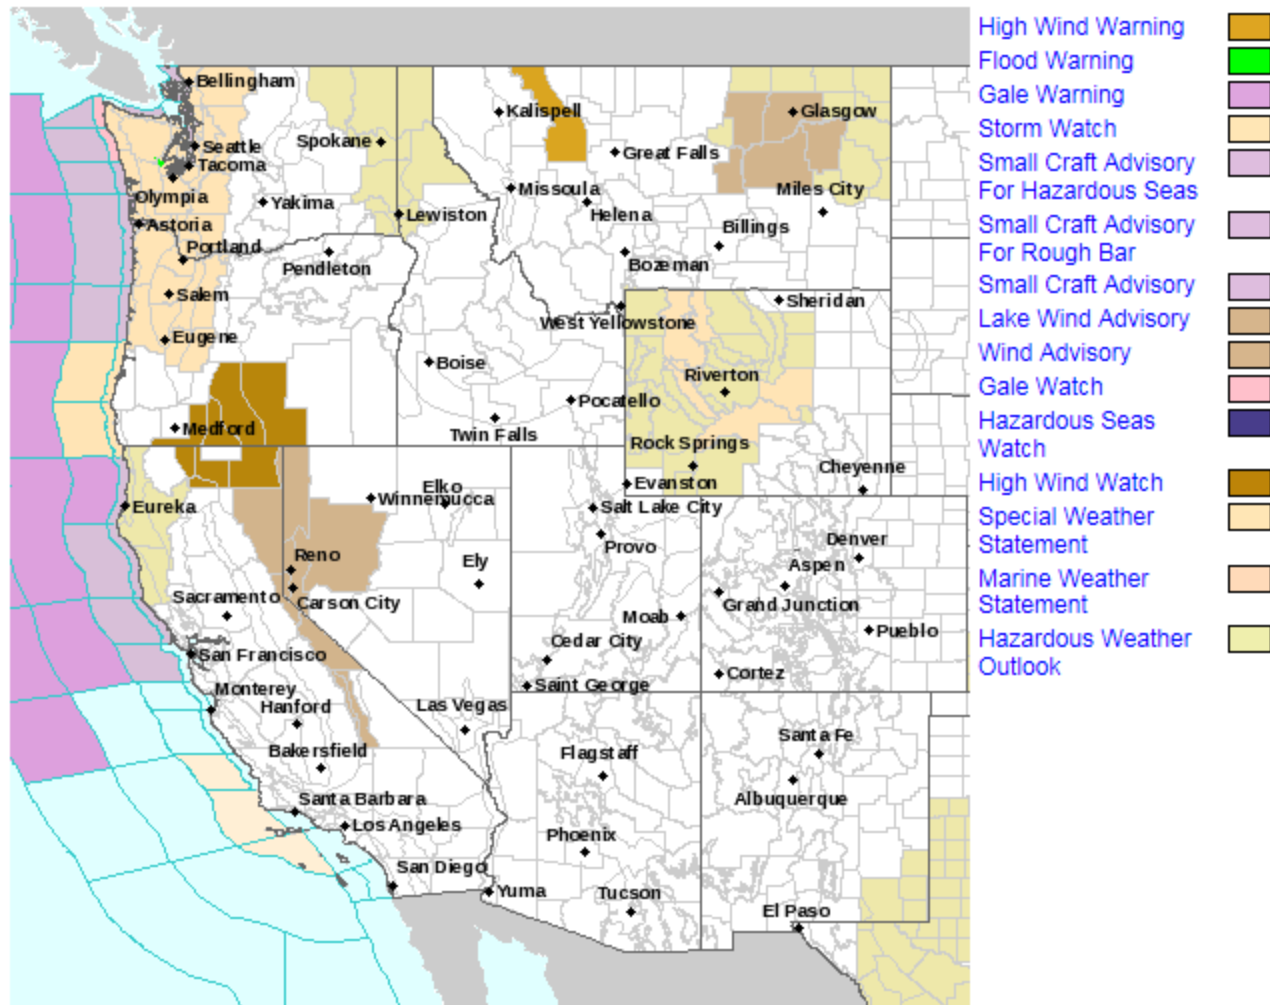 High Wind Warning
Flood Warning
Gale Warning
Storm Watch
Small Craft Advisory
For Hazardous Seas
Small Craft Advisory
For Rough Bar
Small Craft Advisory
Lake Wind Advisory
Wind Advisory
Gale Watch
Hazardous Seas
Watch
High Wind Watch
Special Weather
Statement
Marine Weather
Statement
Hazardous Weather
Outlook
Bellingham
Kalispell
Glasgow
Spokane
Seattle
Great Falls
Tacoma
Missoula
Miles City
Olympia
Yakima
Lewiston
Helena
Astoria
Billings
Portland
Pendleton
Bozeman
Salem
Sheridan
West Yellowstone
Eugene
Boise
Riverton
Pocatello
Medford
Twin Falls
Rock Springs
Cheyenne
Elko
Evanston
Winnemucca
Eureka
Salt Lake City
Denver
Provo
Reno
Ely
Aspen
Sacramento
Carson City
Grand Junction
Moab
Pueblo
Cedar City
San Francisco
Cortez
Saint George
Monterey
Hanford
Las Vegas
Santa Fe
Bakersfield
Flagstaff
Santa Barbara
Albuquerque
Los Angeles
Phoenix
San Diego
Yuma
Tucson
El Paso